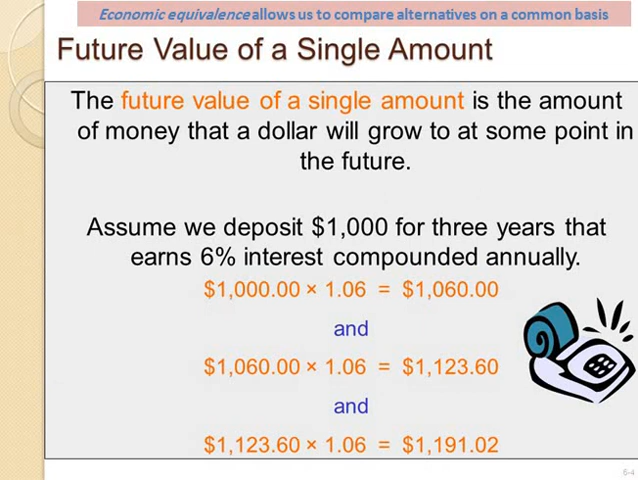 Economic equivalence allows us to compare alternatives on a common basis
Future Value of a Single Amount
The future value of a single amount is the amount
of money that a dollar will grow to at some point in
the future.
Assume we deposit $1,000 for three years that
earns 6% interest compounded annually.
$1,000.00 × 1.06 = $1,060.00
and
$1,060.00 × 1.06 = $1,123.60
and
$1,123.60 × 1.06 = $1,191.02
6-4